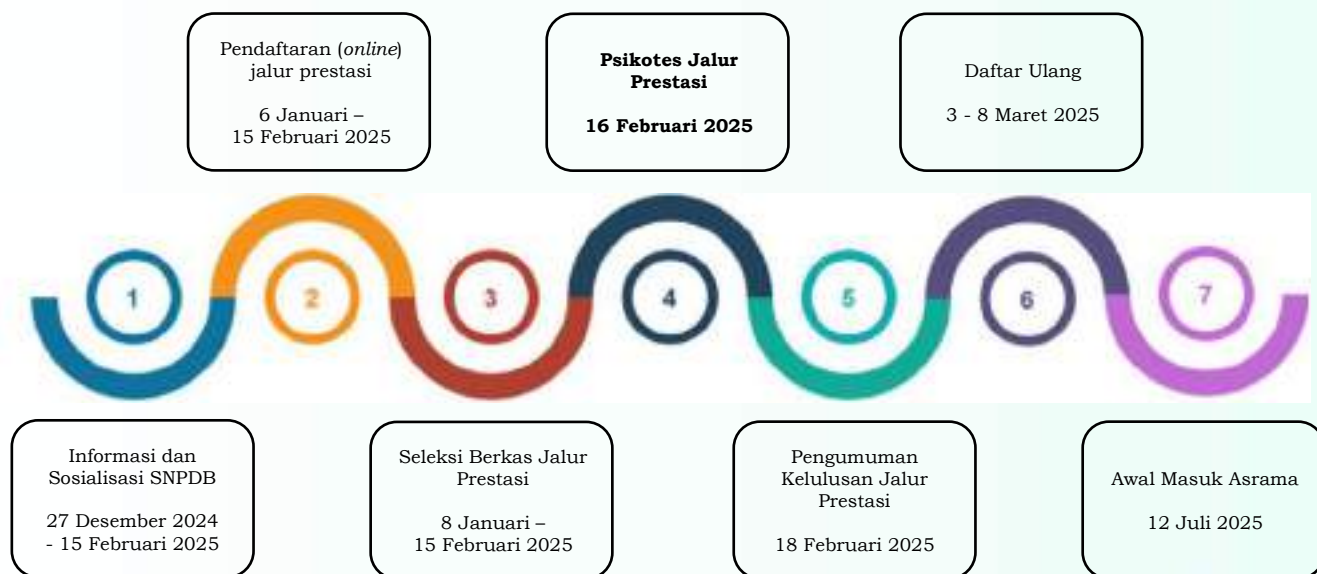 Pendaftaran (online)
jalur prestasi
6 Januari –
15 Februari 2025
Psikotes Jalur
Prestasi
16 Februari 2025
Daftar Ulang
3 - 8 Maret 2025
1
2
3
4
5
6
7
Informasi dan
Sosialisasi SNPDB
27 Desember 2024
- 15 Februari 2025
Seleksi Berkas Jalur
Prestasi
8 Januari –
15 Februari 2025
Pengumuman
Kelulusan Jalur
Prestasi
18 Februari 2025
Awal Masuk Asrama
12 Juli 2025